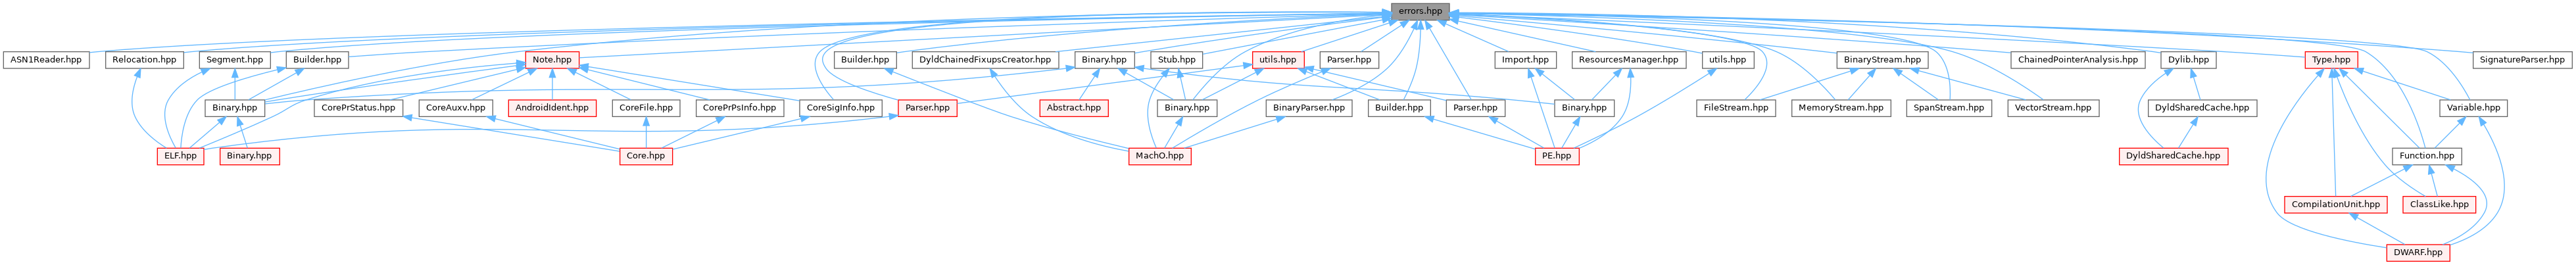 errors.hpp
ASN1Reader.hpp
Relocation.hpp
Segment.hpp
Builder.hpp
Note.hpp
Builder.hpp
DyldChainedFixupsCreator.hpp
Binary.hpp
Stub.hpp
utils.hpp
Parser.hpp
Import.hpp
ResourcesManager.hpp
utils.hpp
BinaryStream.hpp
ChainedPointerAnalysis.hpp
Dylib.hpp
Type.hpp
SignatureParser.hpp
Binary.hpp
CorePrStatus.hpp
CoreAuxv.hpp
AndroidIdent.hpp
CoreFile.hpp
CorePrPsInfo.hpp
CoreSigInfo.hpp
Parser.hpp
Abstract.hpp
Binary.hpp
BinaryParser.hpp
Builder.hpp
Parser.hpp
Binary.hpp
FileStream.hpp
MemoryStream.hpp
SpanStream.hpp
VectorStream.hpp
DyldSharedCache.hpp
Variable.hpp
ELF.hpp
Binary.hpp
Core.hpp
MachO.hpp
PE.hpp
DyldSharedCache.hpp
Function.hpp
CompilationUnit.hpp
ClassLike.hpp
DWARF.hpp